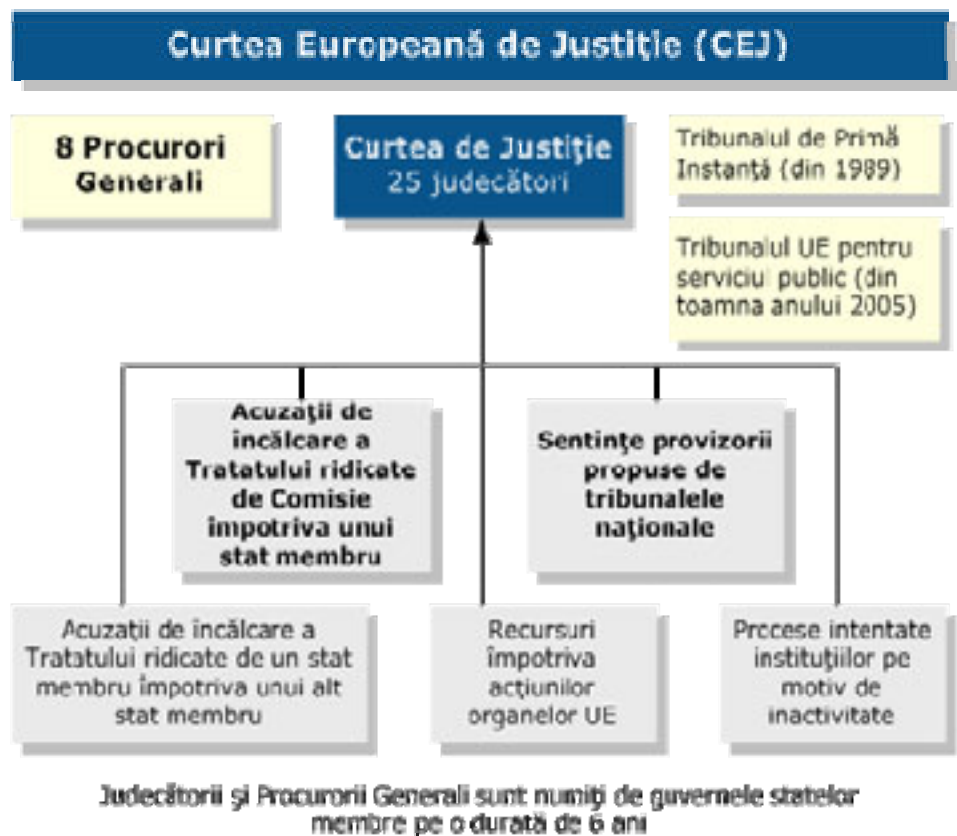 Curtea Europeană de Justiţie (CEJ)
8 Procurori
Generali
Curtea de Justiţie
25 judecători
Tribunalul de Primă
Instanţă (din 1989)
Tribunalul UE pentru
serviciul public (din
toamna anului 2005)
Acuzaţii de
încălcare a
Tratatului ridicate
de Comisie
împotriva unui
stat membru
Sentinţe provizorii
propuse de
tribunalele
naţionale
Acuzaţii de încălcare a
Tratatului ridicate de un stat
membru împotriva unui alt
stat membru
Recursuri
împotriva
acţiunilor
organelor UE
Procese intentate
instituţiilor pe
motiv de
inactivitate
Judecătorii şi Procurorii Generali sunt numiţi de guvernele statelor
membre pe o durată de 6 ani